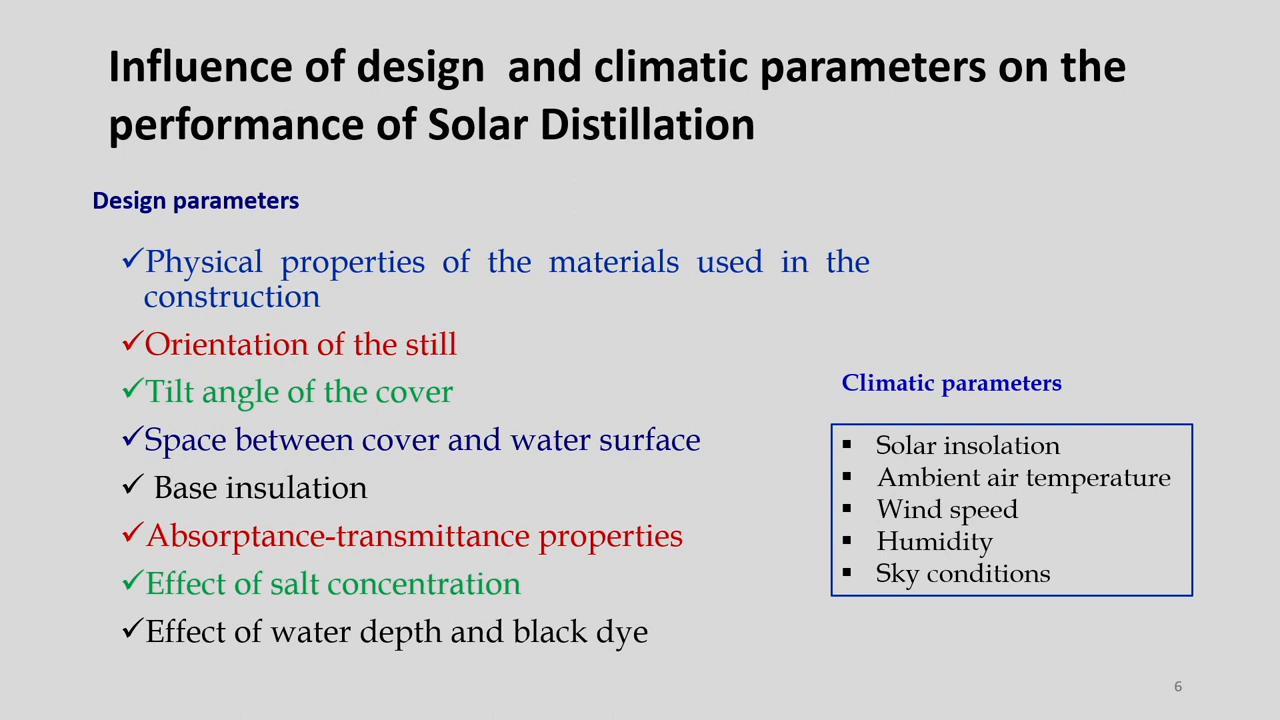 Influence of design and climatic parameters on the
performance of Solar Distillation
Design parameters
✓Physical properties of the materials used in the
construction
✓Orientation of the still
✓Tilt angle of the cover
✓Space between cover and water surface
✓ Base insulation
✓Absorptance-transmittance properties
✓Effect of salt concentration
✓Effect of water depth and black dye
Climatic parameters
▪ Solar insolation
▪ Ambient air temperature
▪ Wind speed
▪ Humidity
▪ Sky conditions
6